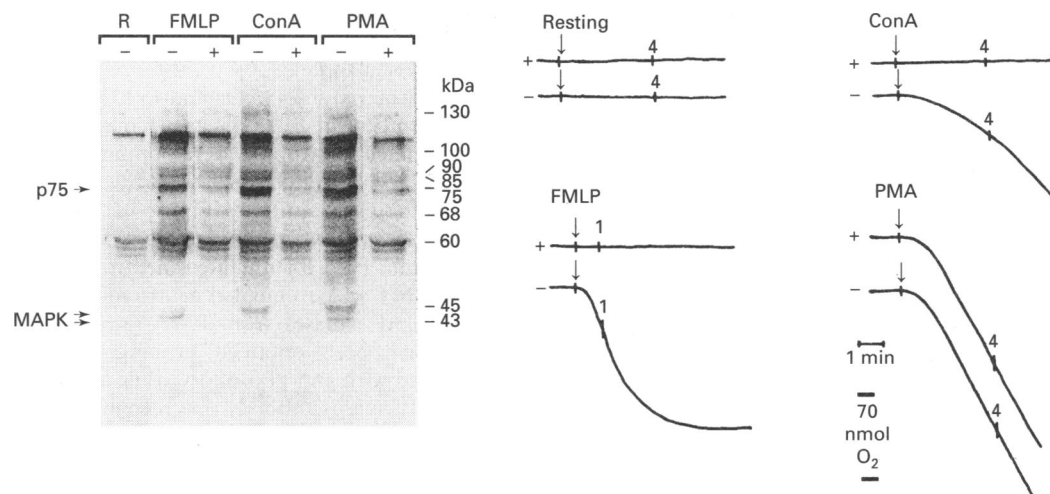 R FMLP ConA PMA
− − + − + − +
kDa
130
100
90
85
75
68
60
45
43
p75
MAPK
Resting
+ 4
− 4
FMLP
1
+
− 1
ConA
4
+
− 4
PMA
+
−
4
4
1 min
70
nmol
O₂